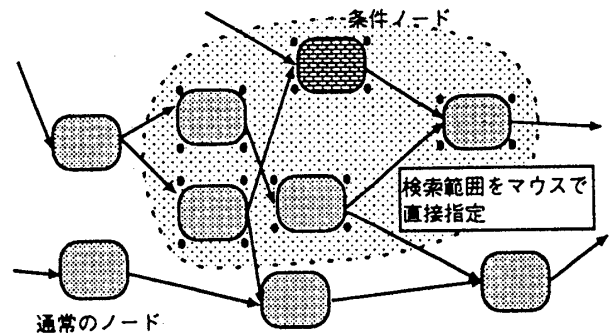 条件ノード
検索範囲をマウスで
直接指定
通常のノード